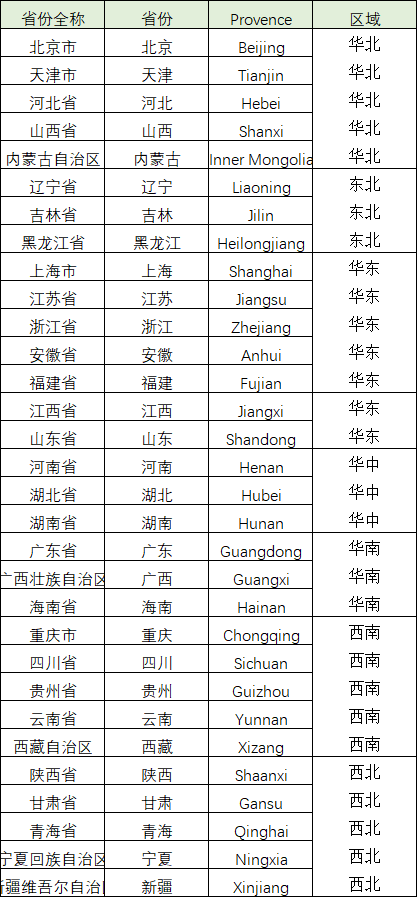 省份全称 省份 Provence 区域
北京市 北京 Beijing 华北
天津市 天津 Tianjin 华北
河北省 河北 Hebei 华北
山西省 山西 Shanxi 华北
内蒙古自治区 内蒙古 Inner Mongolia 华北
辽宁省 辽宁 Liaoning 东北
吉林省 吉林 Jilin 东北
黑龙江省 黑龙江 Heilongjiang 东北
上海市 上海 Shanghai 华东
江苏省 江苏 Jiangsu 华东
浙江省 浙江 Zhejiang 华东
安徽省 安徽 Anhui 华东
福建省 福建 Fujian 华东
江西省 江西 Jiangxi 华东
山东省 山东 Shandong 华东
河南省 河南 Henan 华中
湖北省 湖北 Hubei 华中
湖南省 湖南 Hunan 华中
广东省 广东 Guangdong 华南
广西壮族自治区 广西 Guangxi 华南
海南省 海南 Hainan 华南
重庆市 重庆 Chongqing 西南
四川省 四川 Sichuan 西南
贵州省 贵州 Guizhou 西南
云南省 云南 Yunnan 西南
西藏自治区 西藏 Xizang 西南
陕西省 陕西 Shaanxi 西北
甘肃省 甘肃 Gansu 西北
青海省 青海 Qinghai 西北
宁夏回族自治区 宁夏 Ningxia 西北
新疆维吾尔自治区 新疆 Xinjiang 西北